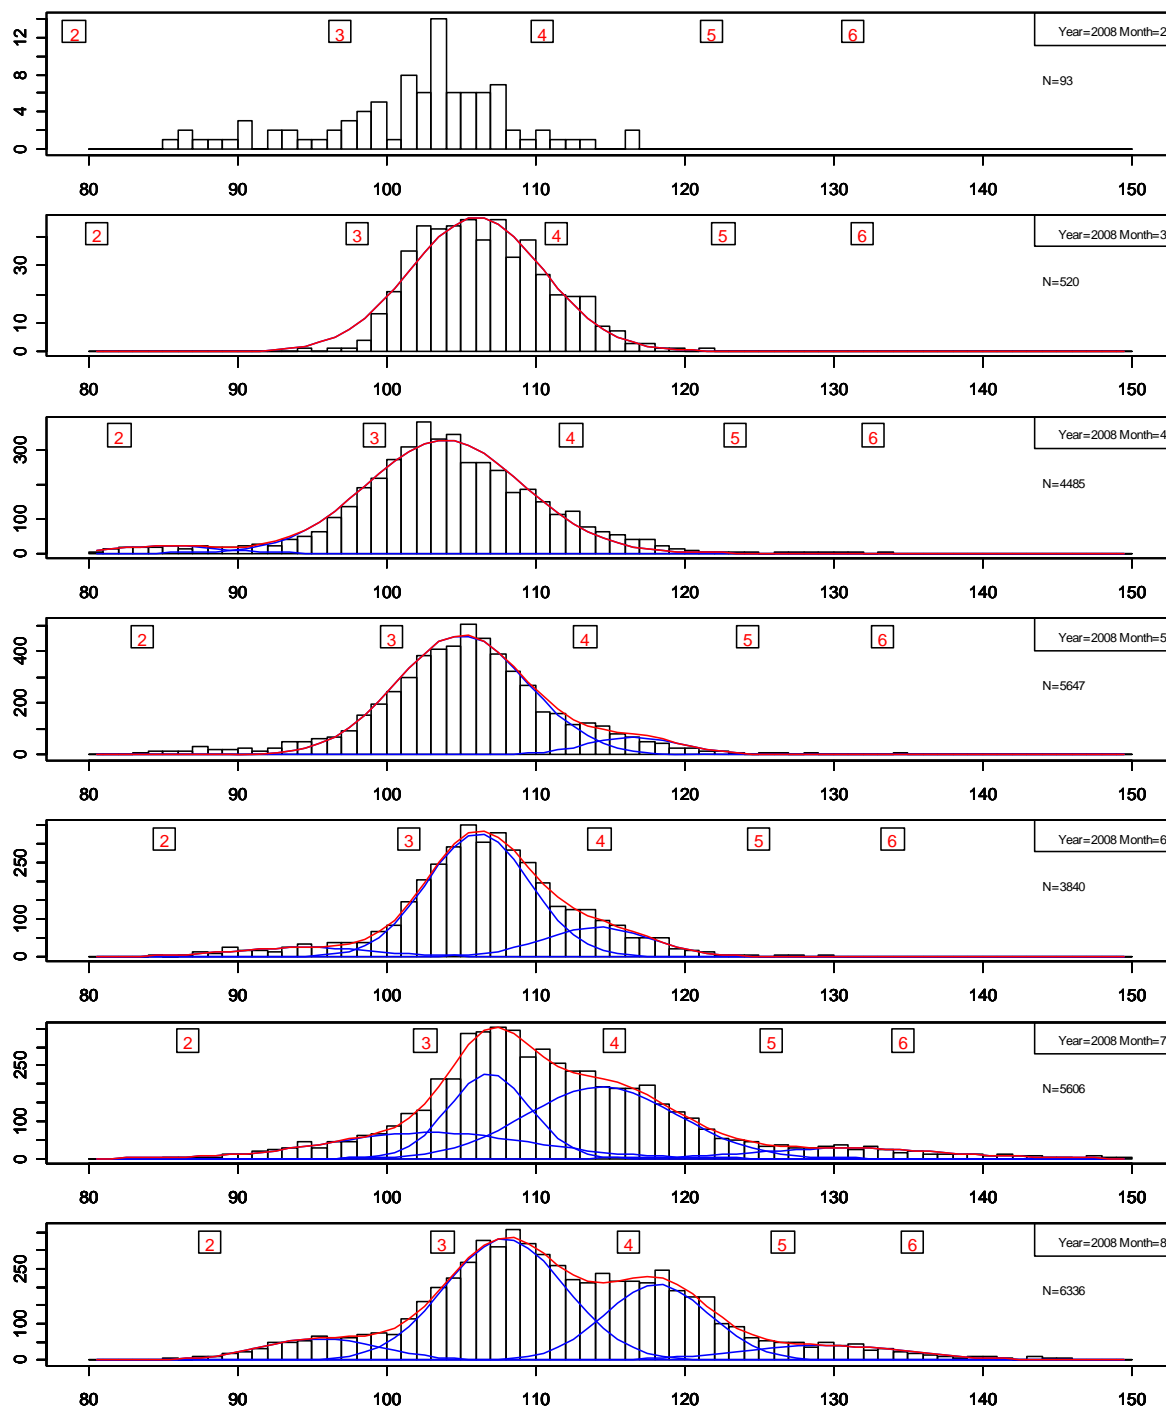 2 3 4 5 6 Year=2008 Month=2
N=93
0 4 8 12
80 90 100 110 120 130 140 150
2 3 4 5 6 Year=2008 Month=3
N=520
0 10 30
80 90 100 110 120 130 140 150
2 3 4 5 6 Year=2008 Month=4
N=4485
0 100 300
80 90 100 110 120 130 140 150
2 3 4 5 6 Year=2008 Month=5
N=5647
0 200 400
80 90 100 110 120 130 140 150
2 3 4 5 6 Year=2008 Month=6
N=3840
0 100 250
80 90 100 110 120 130 140 150
2 3 4 5 6 Year=2008 Month=7
N=5606
0 100 250
80 90 100 110 120 130 140 150
2 3 4 5 6 Year=2008 Month=8
N=6336
0 100 250
80 90 100 110 120 130 140 150